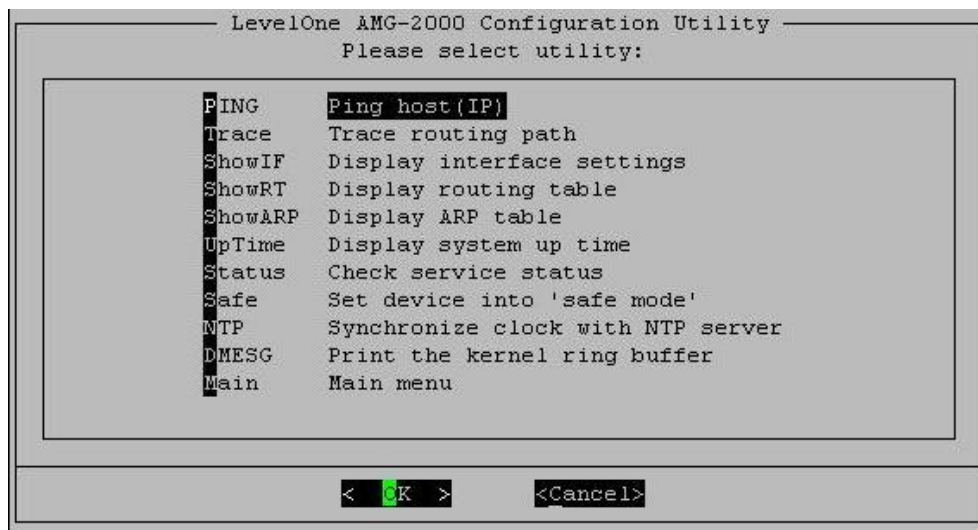 LevelOne AMG-2000 Configuration Utility
Please select utility:
PING Ping host(IP)
Trace Trace routing path
ShowIF Display interface settings
ShowRT Display routing table
ShowARP Display ARP table
UpTime Display system up time
Status Check service status
Safe Set device into 'safe mode'
NTP Synchronize clock with NTP server
DMESG Print the kernel ring buffer
Main Main menu
< OK > <Cancel>